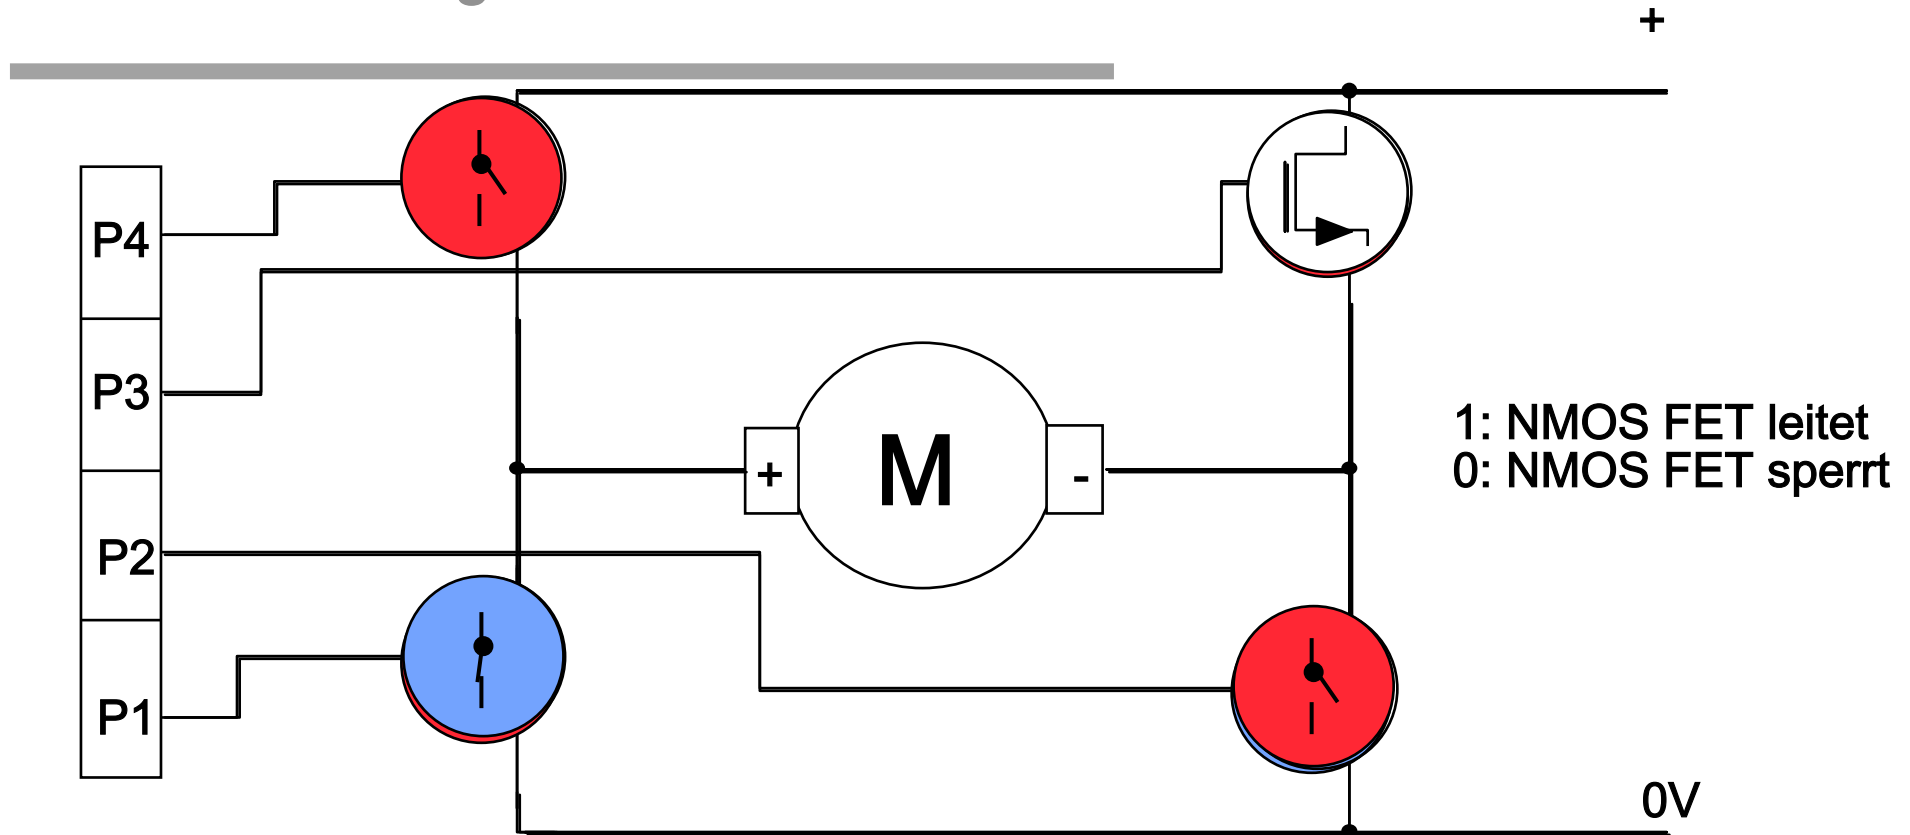 +
P4
P3
1: NMOS FET leitet
0: NMOS FET sperrt
+
M
-
P2
P1
0V